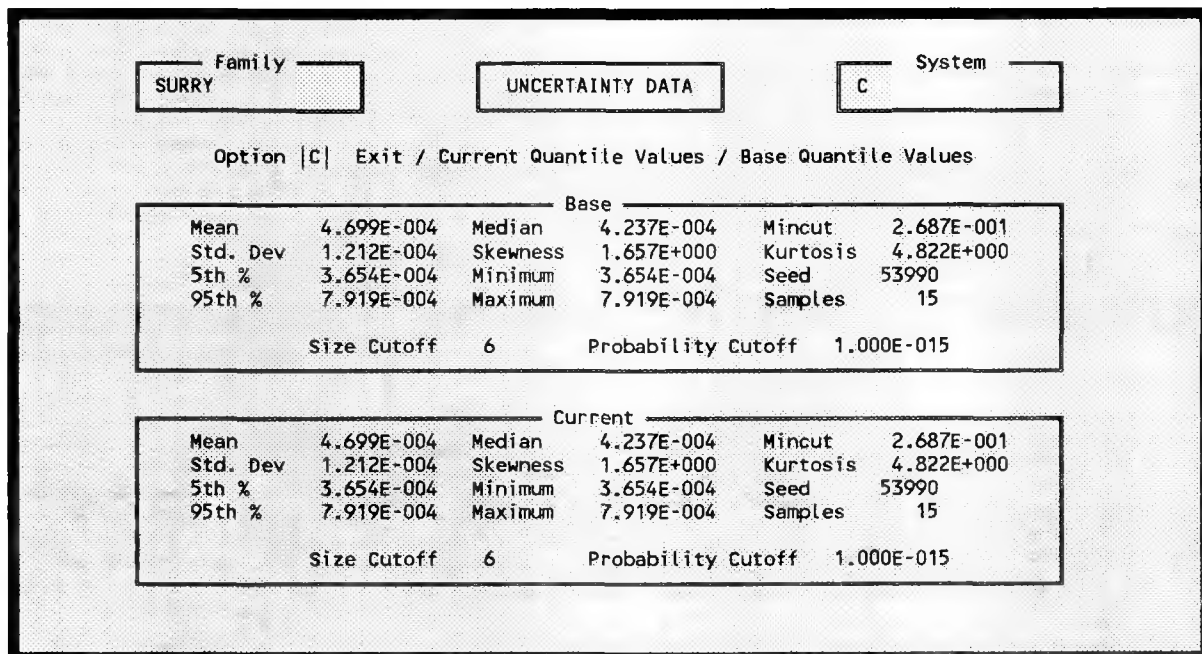 Family System
SURRY UNCERTAINTY DATA C
Option |C| Exit / Current Quantile Values / Base Quantile Values
Base
Mean 4.699E-004 Median 4.237E-004 Mincut 2.687E-001
Std. Dev 1.212E-004 Skewness 1.657E+000 Kurtosis 4.822E+000
5th % 3.654E-004 Minimum 3.654E-004 Seed 53990
95th % 7.919E-004 Maximum 7.919E-004 Samples 15
Size Cutoff 6 Probability Cutoff 1.000E-015
Current
Mean 4.699E-004 Median 4.237E-004 Mincut 2.687E-001
Std. Dev 1.212E-004 Skewness 1.657E+000 Kurtosis 4.822E+000
5th % 3.654E-004 Minimum 3.654E-004 Seed 53990
95th % 7.919E-004 Maximum 7.919E-004 Samples 15
Size Cutoff 6 Probability Cutoff 1.000E-015